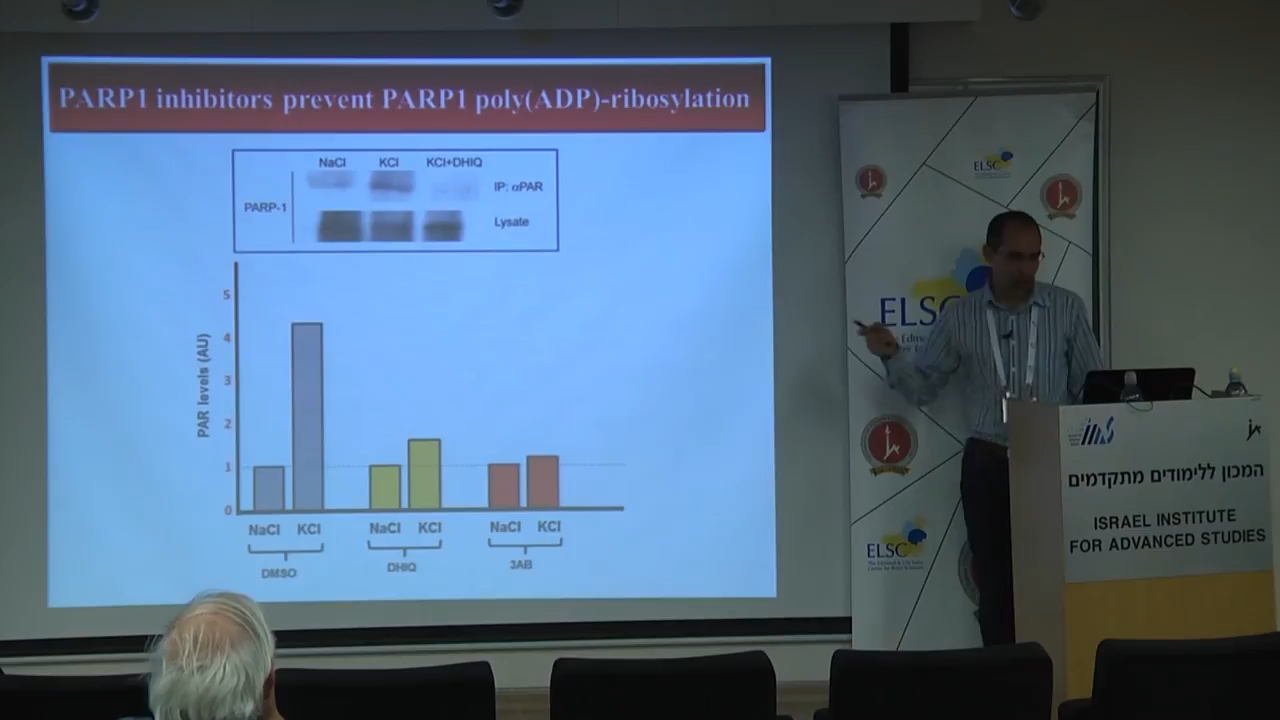 PARP1 inhibitors prevent PARP1 poly(ADP)-ribosylation
NaCl KCl KCl+DHIQ
PARP-1
IP: αPAR
Lysate
PAR levels (AU)
5
4
3
2
1
0
NaCl KCl NaCl KCl NaCl KCl
DMSO DHIQ 3AB
ELSC
ELSC
ELSC
המכון ללימודים מתקדמים
ISRAEL INSTITUTE
FOR ADVANCED STUDIES